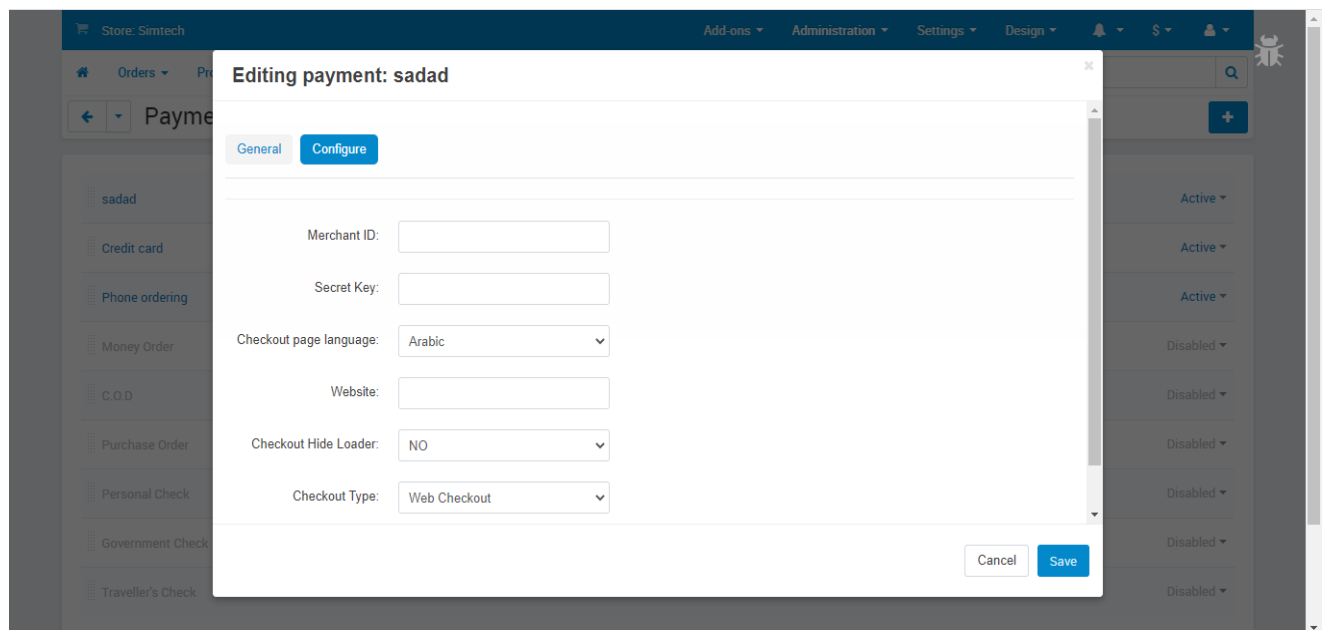 Store: Simtech
Add-ons
Administration
Settings
Design
$
Orders
Pro
Editing payment: sadad
×
Payme
General
Configure
sadad
Active
Merchant ID:
Credit card
Active
Secret Key:
Phone ordering
Active
Checkout page language:
Arabic
Money Order
Disabled
Website:
C.O.D
Disabled
Checkout Hide Loader:
NO
Purchase Order
Disabled
Checkout Type:
Web Checkout
Personal Check
Disabled
Government Check
Disabled
Cancel
Save
Traveller's Check
Disabled